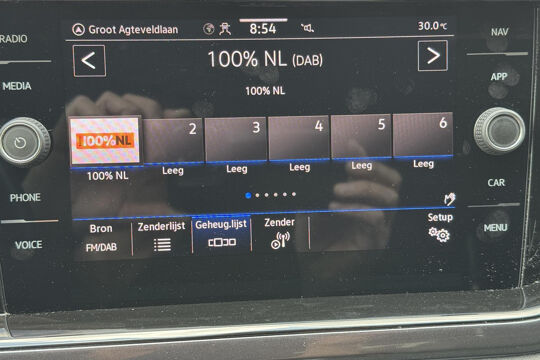 RADIO
MEDIA
PHONE
VOICE
Groot Agteveldlaan
8:54
30.0°C
100% NL (DAB)
100% NL
100%NL 2 3 4 5 6
100% NL Leeg Leeg Leeg Leeg Leeg
Bron Zenderlijst Geheug.lijst Zender Setup
FM/DAB
NAV
APP
CAR
MENU